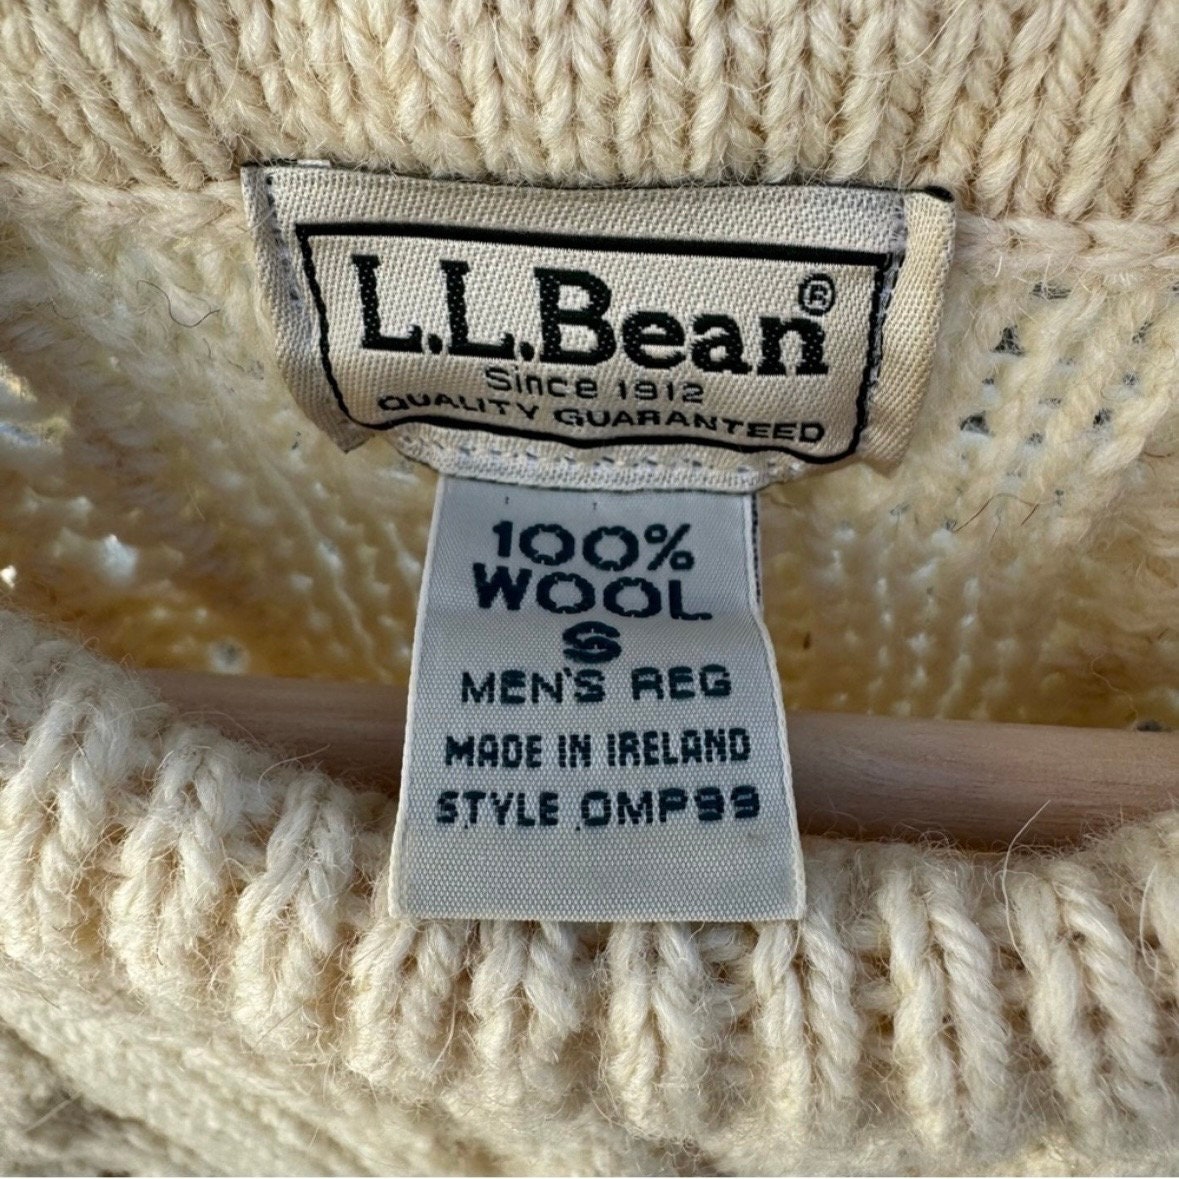 L.L.Bean®
Since 1912
QUALITY GUARANTEED
100%
WOOL
S
MEN'S REG
MADE IN IRELAND
STYLE OMP99